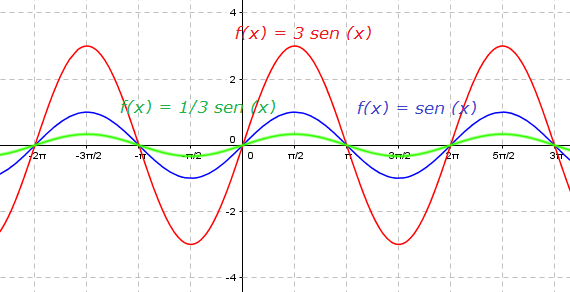 4
f(x) = 3 sen (x)
2
f(x) = 1/3 sen (x)
f(x) = sen (x)
0
-2π -3π/2 -π -π/2 0 π/2 π 3π/2 2π 5π/2 3π
-2
-4